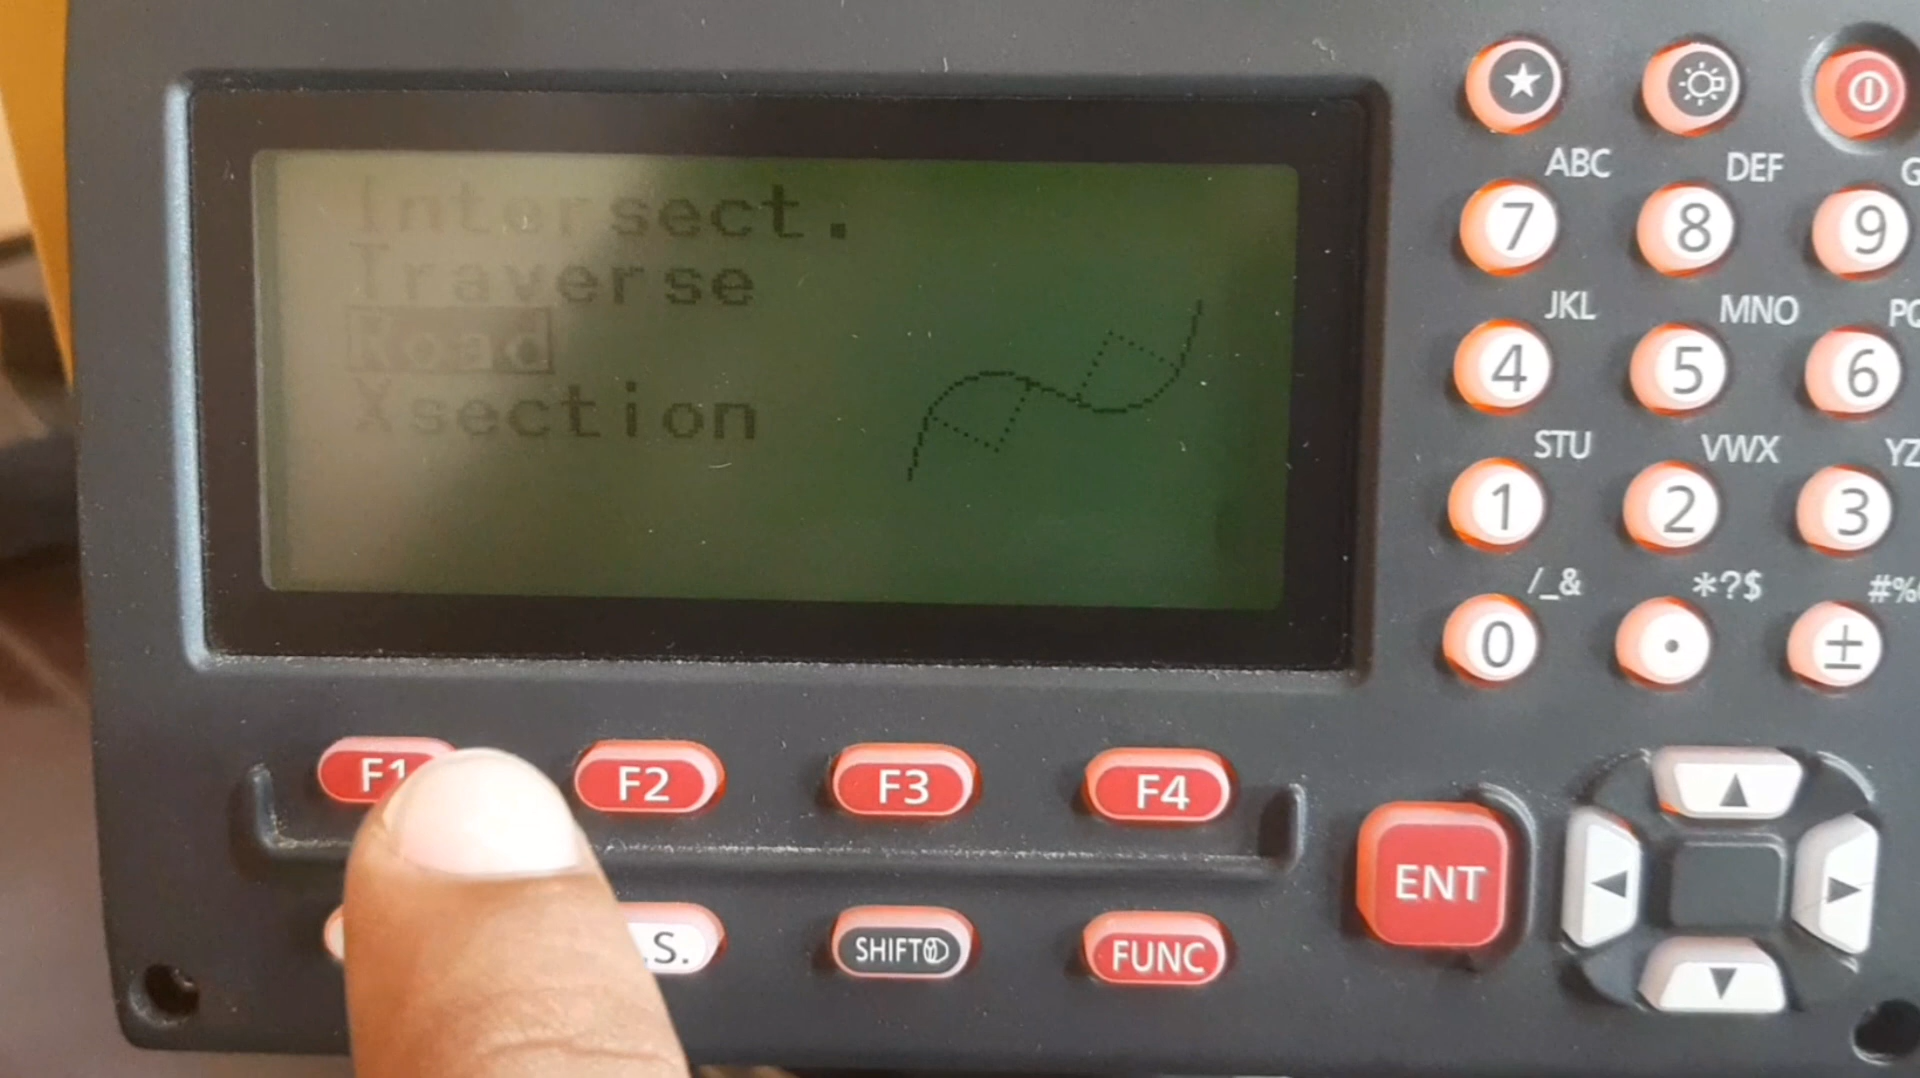 Intersect.
Traverse
Road
Xsection
ABC
DEF
7
8
9
JKL
MNO
4
5
6
STU
VWX
YZ
1
2
3
/_&
*?$
#%
0
.
±
F1
F2
F3
F4
ENT
.S.
SHIFT
FUNC